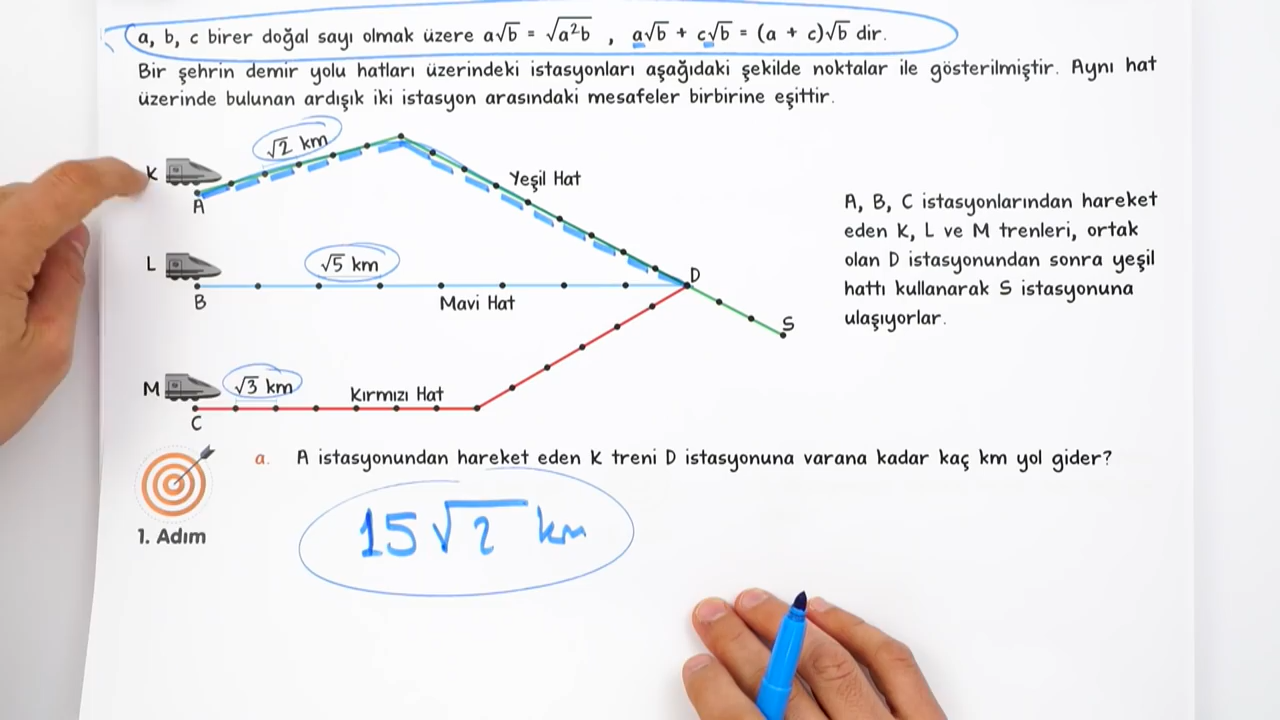 a, b, c birer doğal sayı olmak üzere a√b = √a²b , a√b + c√b = (a + c)√b dir.
Bir şehrin demir yolu hatları üzerindeki istasyonları aşağıdaki şekilde noktalar ile gösterilmiştir. Aynı hat
üzerinde bulunan ardışık iki istasyon arasındaki mesafeler birbirine eşittir.
√2 km
K
A
Yeşil Hat
L
√5 km
B
Mavi Hat
D
S
M
√3 km
Kırmızı Hat
C
A, B, C istasyonlarından hareket
eden K, L ve M trenleri, ortak
olan D istasyonundan sonra yeşil
hattı kullanarak S istasyonuna
ulaşıyorlar.
a. A istasyonundan hareket eden K treni D istasyonuna varana kadar kaç km yol gider?
15√2 km
1. Adım